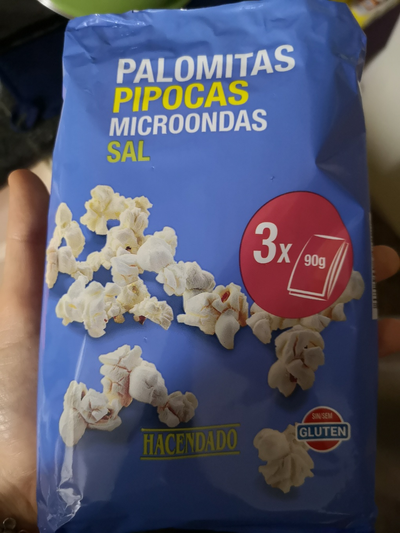 PALOMITAS
PIPOCAS
MICROONDAS
SAL
3x
90g
HACENDADO
SIN/SEM
GLUTEN